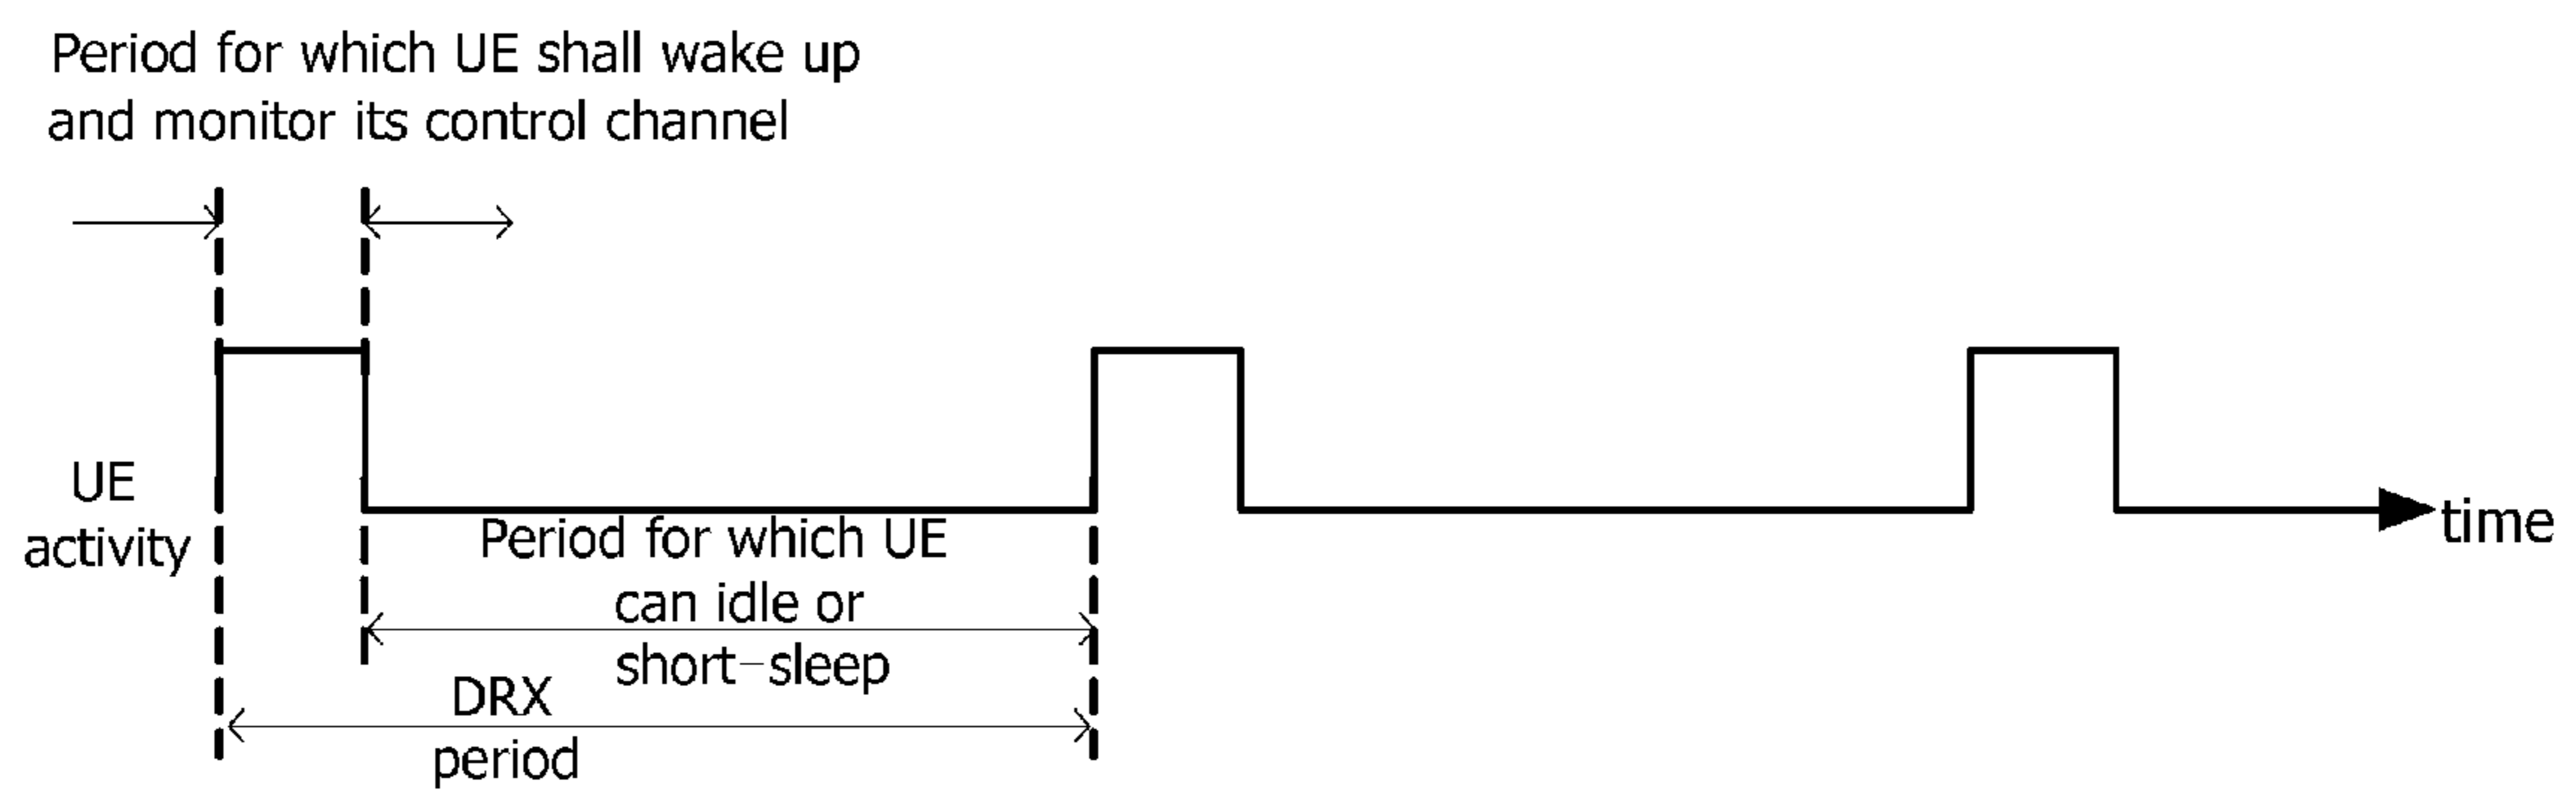 Period for which UE shall wake up
and monitor its control channel
UE
activity
time
Period for which UE
can idle or
short-sleep
DRX
period